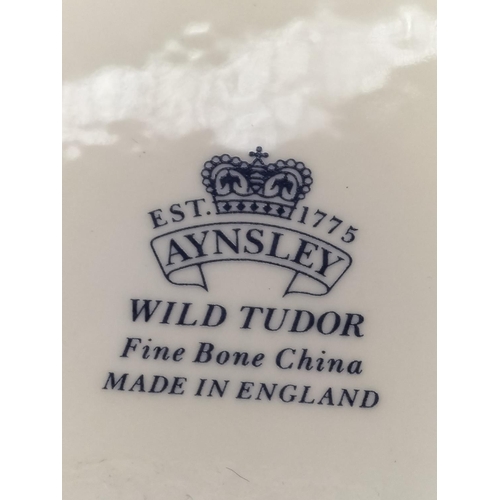 EST. 1775
AYNSLEY
WILD TUDOR
Fine Bone China
MADE IN ENGLAND